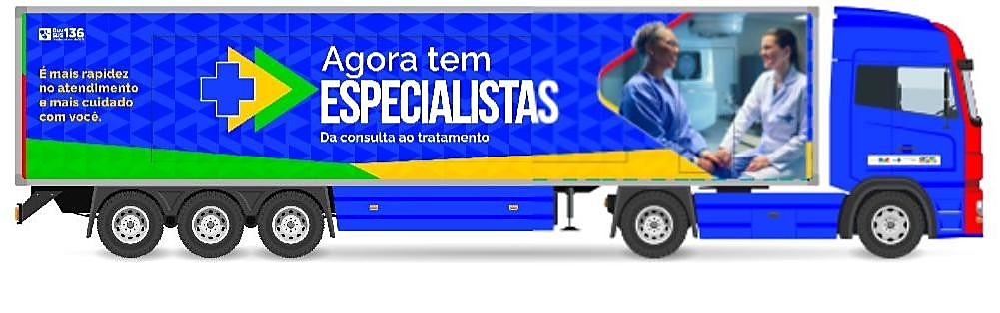 136
É mais rapidez
no atendimento
e mais cuidado
com você.
Agora tem
ESPECIALISTAS
Da consulta ao tratamento